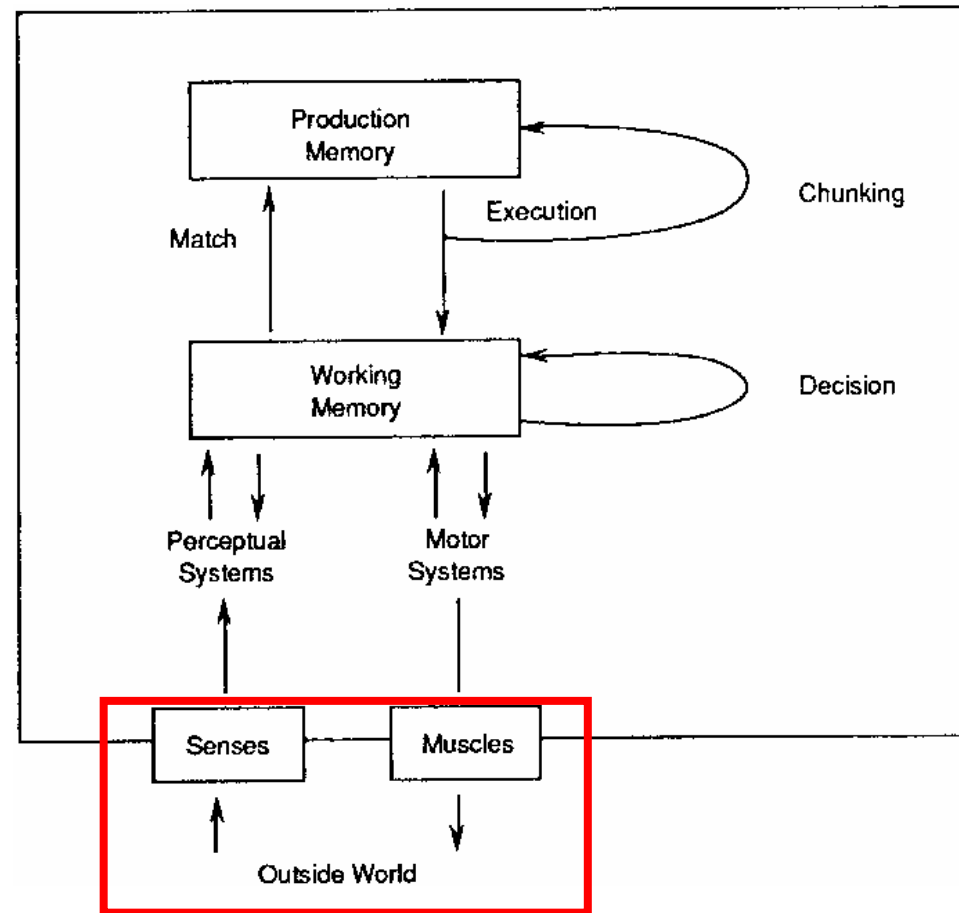 Production
Memory
Execution
Chunking
Match
Working
Memory
Decision
Perceptual
Systems
Motor
Systems
Senses
Muscles
Outside World